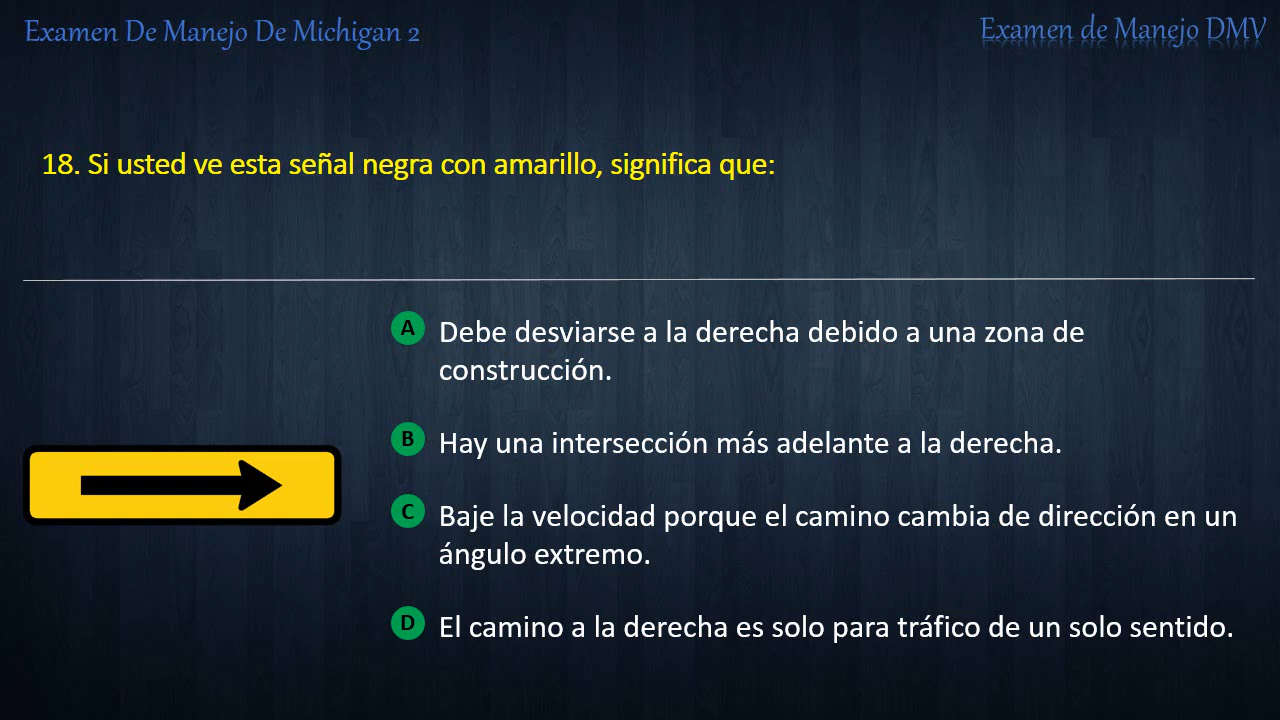 Examen De Manejo De Michigan 2
Examen de Manejo DMV
18. Si usted ve esta señal negra con amarillo, significa que:
A Debe desviarse a la derecha debido a una zona de
construcción.
B Hay una intersección más adelante a la derecha.
C Baje la velocidad porque el camino cambia de dirección en un
ángulo extremo.
D El camino a la derecha es solo para tráfico de un solo sentido.